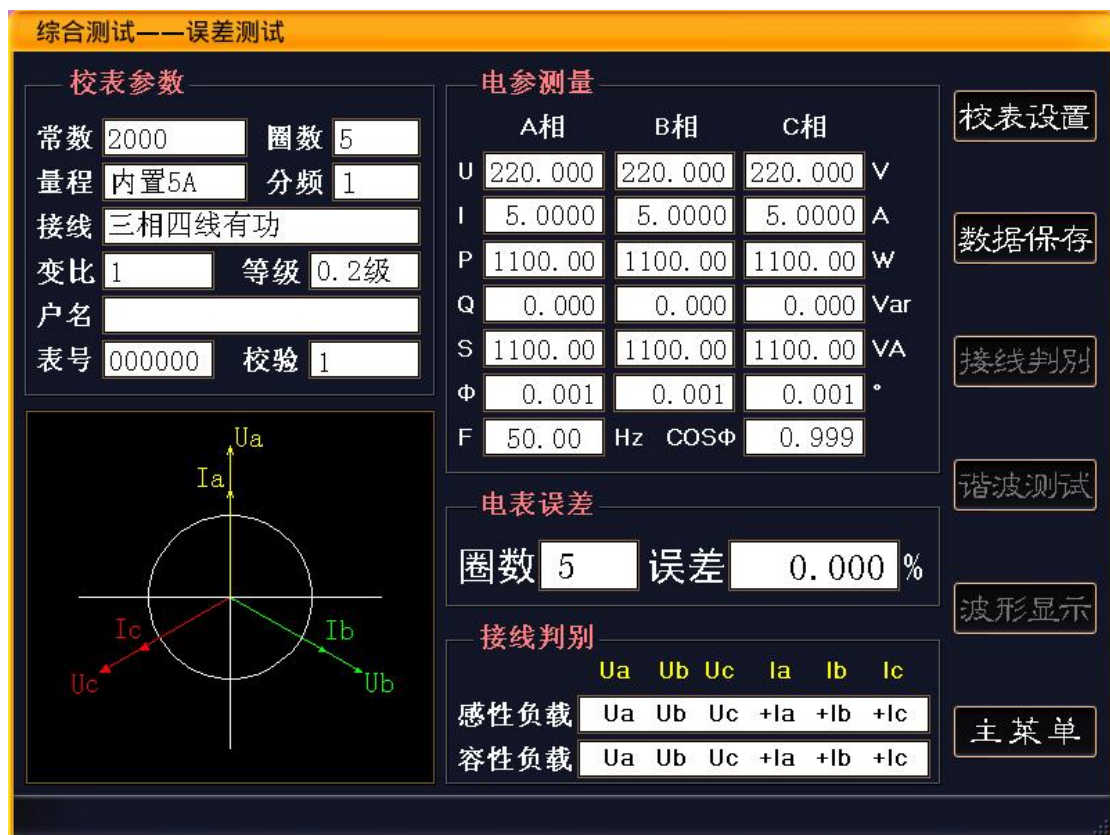 综合测试——误差测试
校表参数
常数 2000 圈数 5
量程 内置5A 分频 1
接线 三相四线有功
变比 1 等级 0.2级
户名
表号 000000 校验 1
Ua
Ia
Ic
Ib
Uc
Ub
电参测量
A相 B相 C相
U 220.000 220.000 220.000 V
I 5.0000 5.0000 5.0000 A
P 1100.00 1100.00 1100.00 W
Q 0.000 0.000 0.000 Var
S 1100.00 1100.00 1100.00 VA
Φ 0.001 0.001 0.001 °
F 50.00 Hz COSΦ 0.999
电表误差
圈数 5 误差 0.000 %
接线判别
Ua Ub Uc Ia Ib Ic
感性负载 Ua Ub Uc +Ia +Ib +Ic
容性负载 Ua Ub Uc +Ia +Ib +Ic
校表设置
数据保存
接线判别
谐波测试
波形显示
主菜单